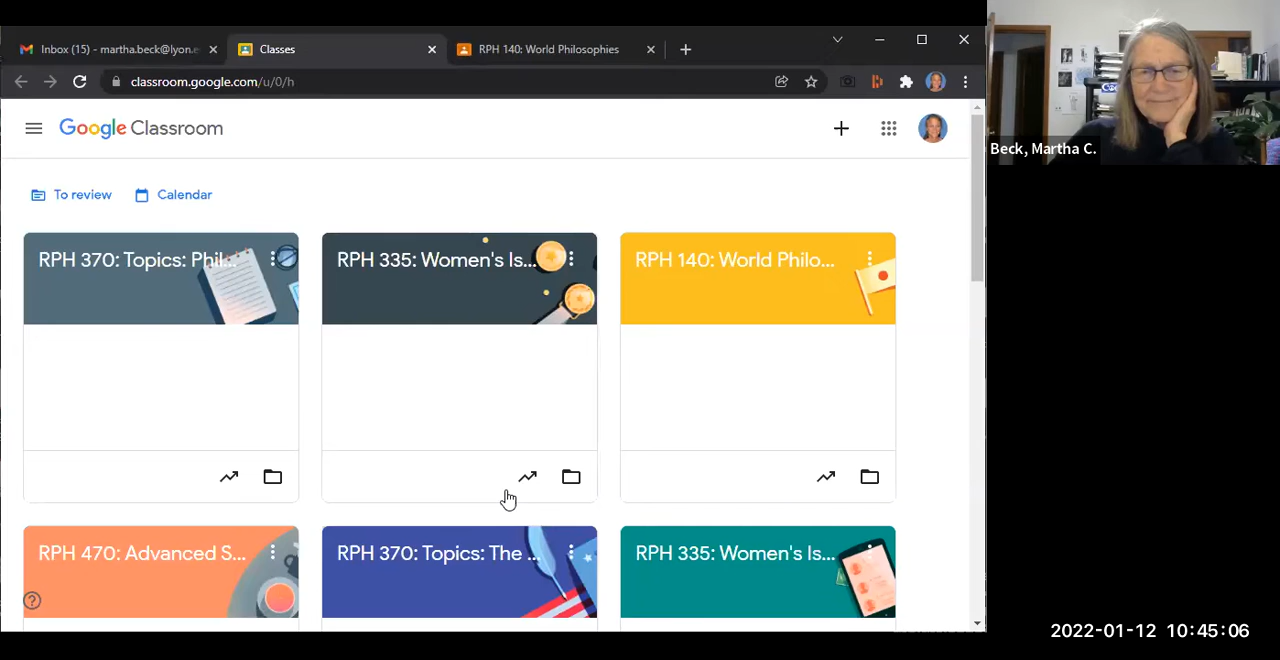 Inbox (15) - martha.beck@lyon.e
Classes
RPH 140: World Philosophies
classroom.google.com/u/0/h
Google Classroom
Beck, Martha C.
To review
Calendar
RPH 370: Topics: Phil...
RPH 335: Women's Is...
RPH 140: World Philo...
RPH 470: Advanced S...
RPH 370: Topics: The ...
RPH 335: Women's Is...
2022-01-12 10:45:06